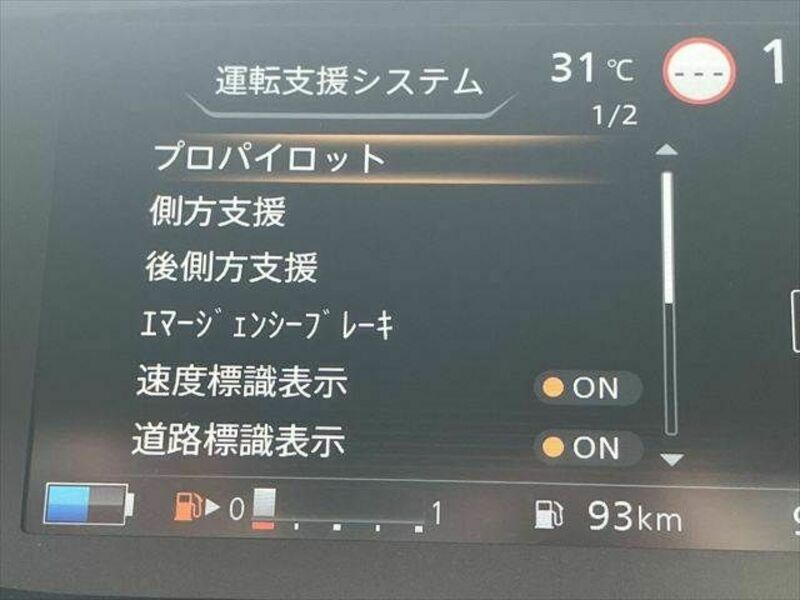 運転支援システム
31℃
---
1
1/2
プロパイロット
側方支援
後側方支援
ｴﾏｰｼﾞｪﾝｼｰﾌﾞﾚｰｷ
速度標識表示 ON
道路標識表示 ON
0 1
93km